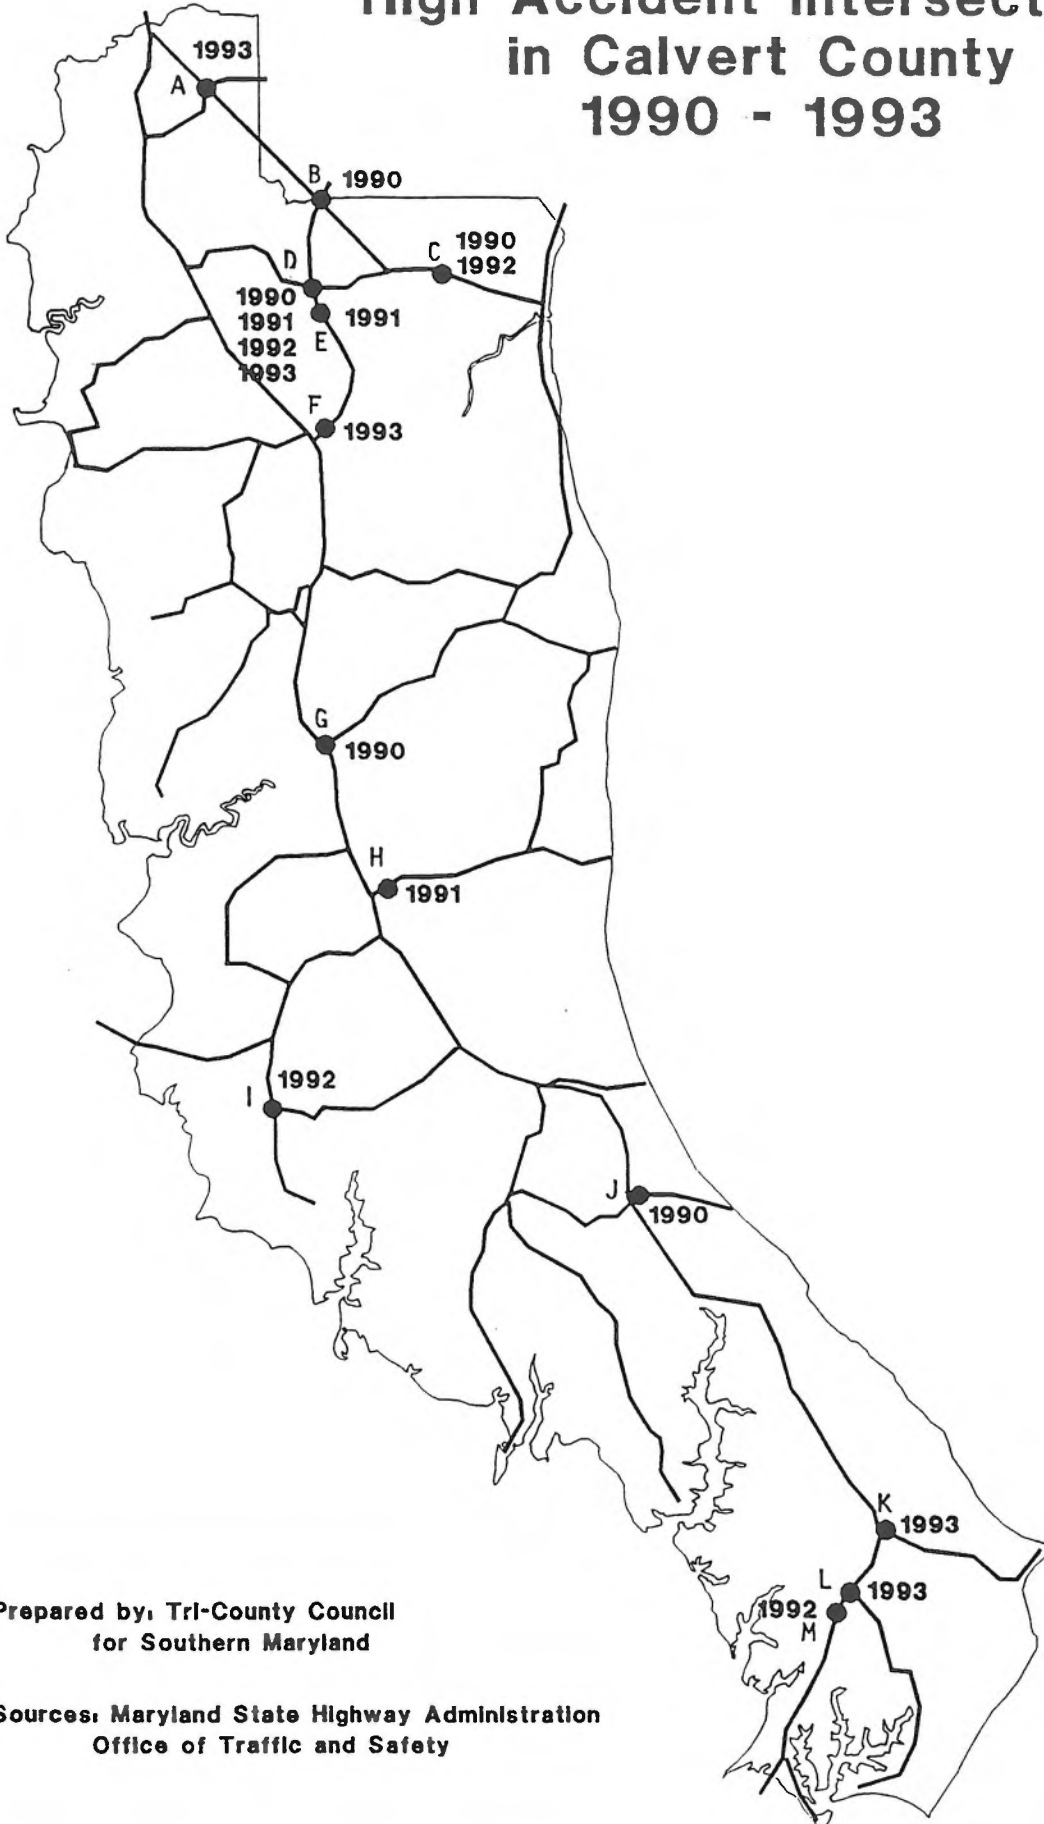 High Accident Intersect
in Calvert County
1990 - 1993
1993
A
B
1990
1990
C
1992
D
1990
1991
1991
E
1992
1993
F
1993
G
1990
H
1991
1992
I
J
1990
K
1993
L
1993
1992
M
Prepared by: Tri-County Council
for Southern Maryland
Sources: Maryland State Highway Administration
Office of Traffic and Safety